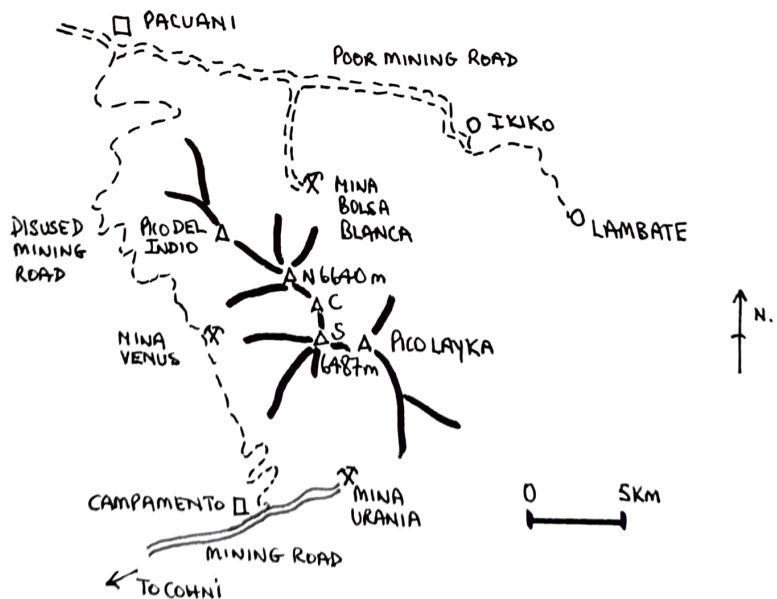 PACUANI
POOR MINING ROAD
IKIKO
MINA
BOLSA
BLANCA
LAMBATE
DISUSED
MINING
ROAD
PICO DEL
INDIO
N 6640m
C
N.
MINA
VENUS
S
6487m
PICO LAYKA
CAMPAMENTO
MINA
URANIA
0 5KM
MINING ROAD
TO COHNI